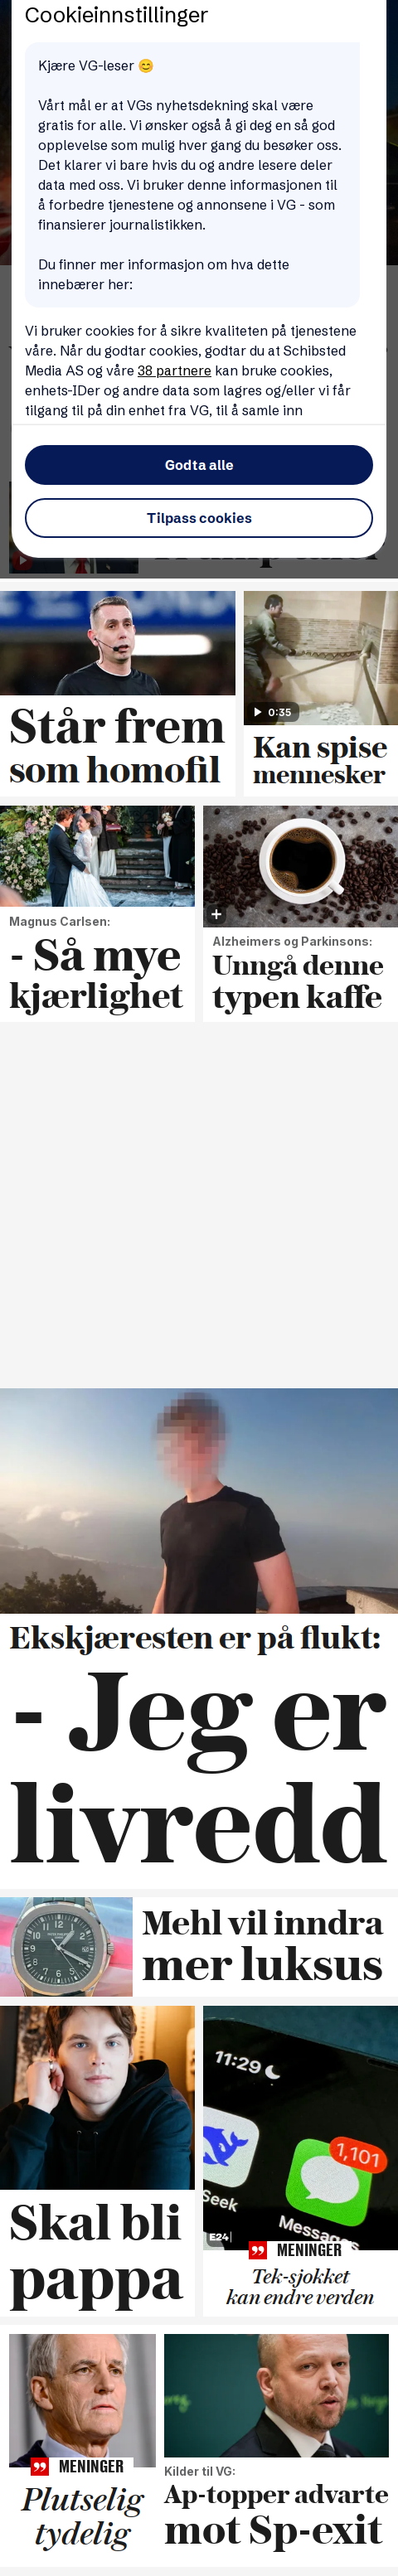 Cookieinnstillinger
Kjære VG-leser 😊
Vårt mål er at VGs nyhetsdekning skal være
gratis for alle. Vi ønsker også å gi deg en så god
opplevelse som mulig hver gang du besøker oss.
Det klarer vi bare hvis du og andre lesere deler
data med oss. Vi bruker denne informasjonen til
å forbedre tjenestene og annonsene i VG - som
finansierer journalistikken.
Du finner mer informasjon om hva dette
innebærer her:
Vi bruker cookies for å sikre kvaliteten på tjenestene
våre. Når du godtar cookies, godtar du at Schibsted
Media AS og våre 38 partnere kan bruke cookies,
enhets-IDer og andre data som lagres og/eller vi får
tilgang til på din enhet fra VG, til å samle inn
Godta alle
Tilpass cookies
Står frem
som homofil
0:35
Kan spise
mennesker
Magnus Carlsen:
- Så mye
kjærlighet
Alzheimers og Parkinsons:
Unngå denne
typen kaffe
Ekskjæresten er på flukt:
- Jeg er
livredd
Mehl vil inndra
mer luksus
Skal bli
pappa
11:29
1,101
Seek
Messages
E24
MENINGER
Tek-sjokket
kan endre verden
MENINGER
Plutselig
tydelig
Kilder til VG:
Ap-topper advarte
mot Sp-exit